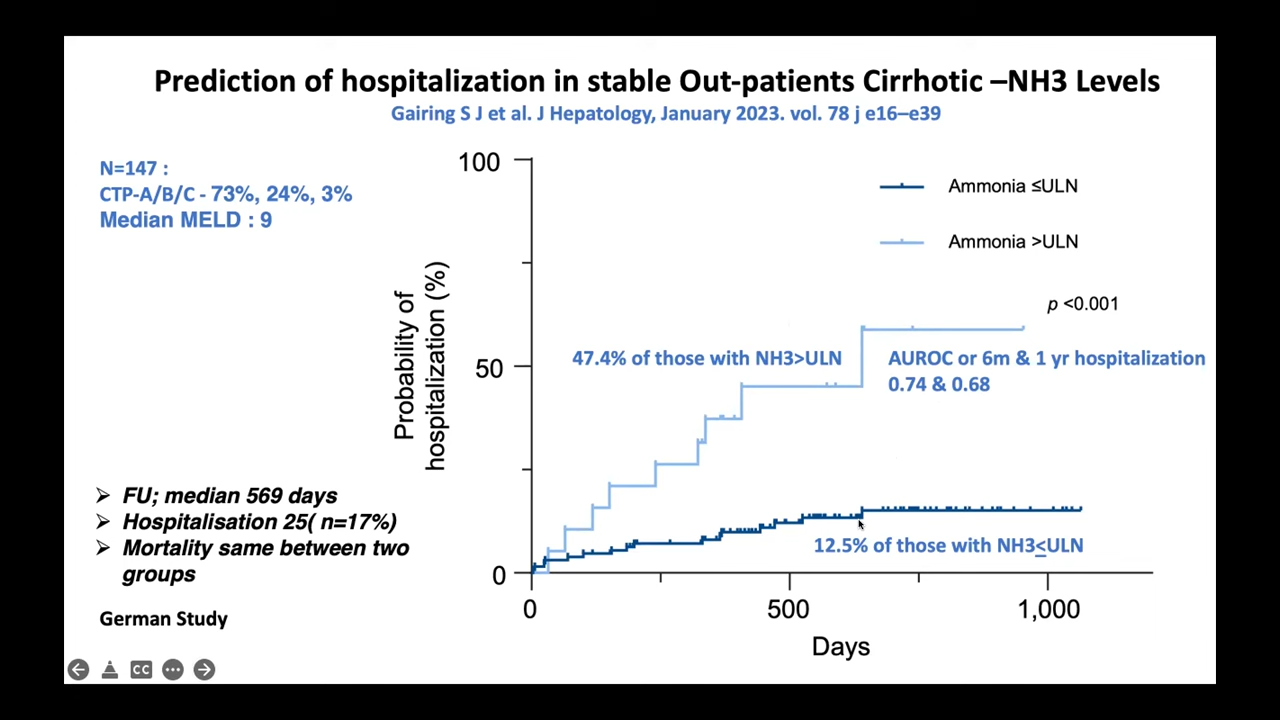 Prediction of hospitalization in stable Out-patients Cirrhotic –NH3 Levels
Gairing S J et al. J Hepatology, January 2023. vol. 78 j e16–e39
N=147 :
CTP-A/B/C - 73%, 24%, 3%
Median MELD : 9
100
50
0
Probability of
hospitalization (%)
Ammonia ≤ULN
Ammonia >ULN
p <0.001
47.4% of those with NH3>ULN
AUROC or 6m & 1 yr hospitalization
0.74 & 0.68
12.5% of those with NH3<ULN
0
500
1,000
Days
➢ FU; median 569 days
➢ Hospitalisation 25( n=17%)
➢ Mortality same between two
groups
German Study
CC